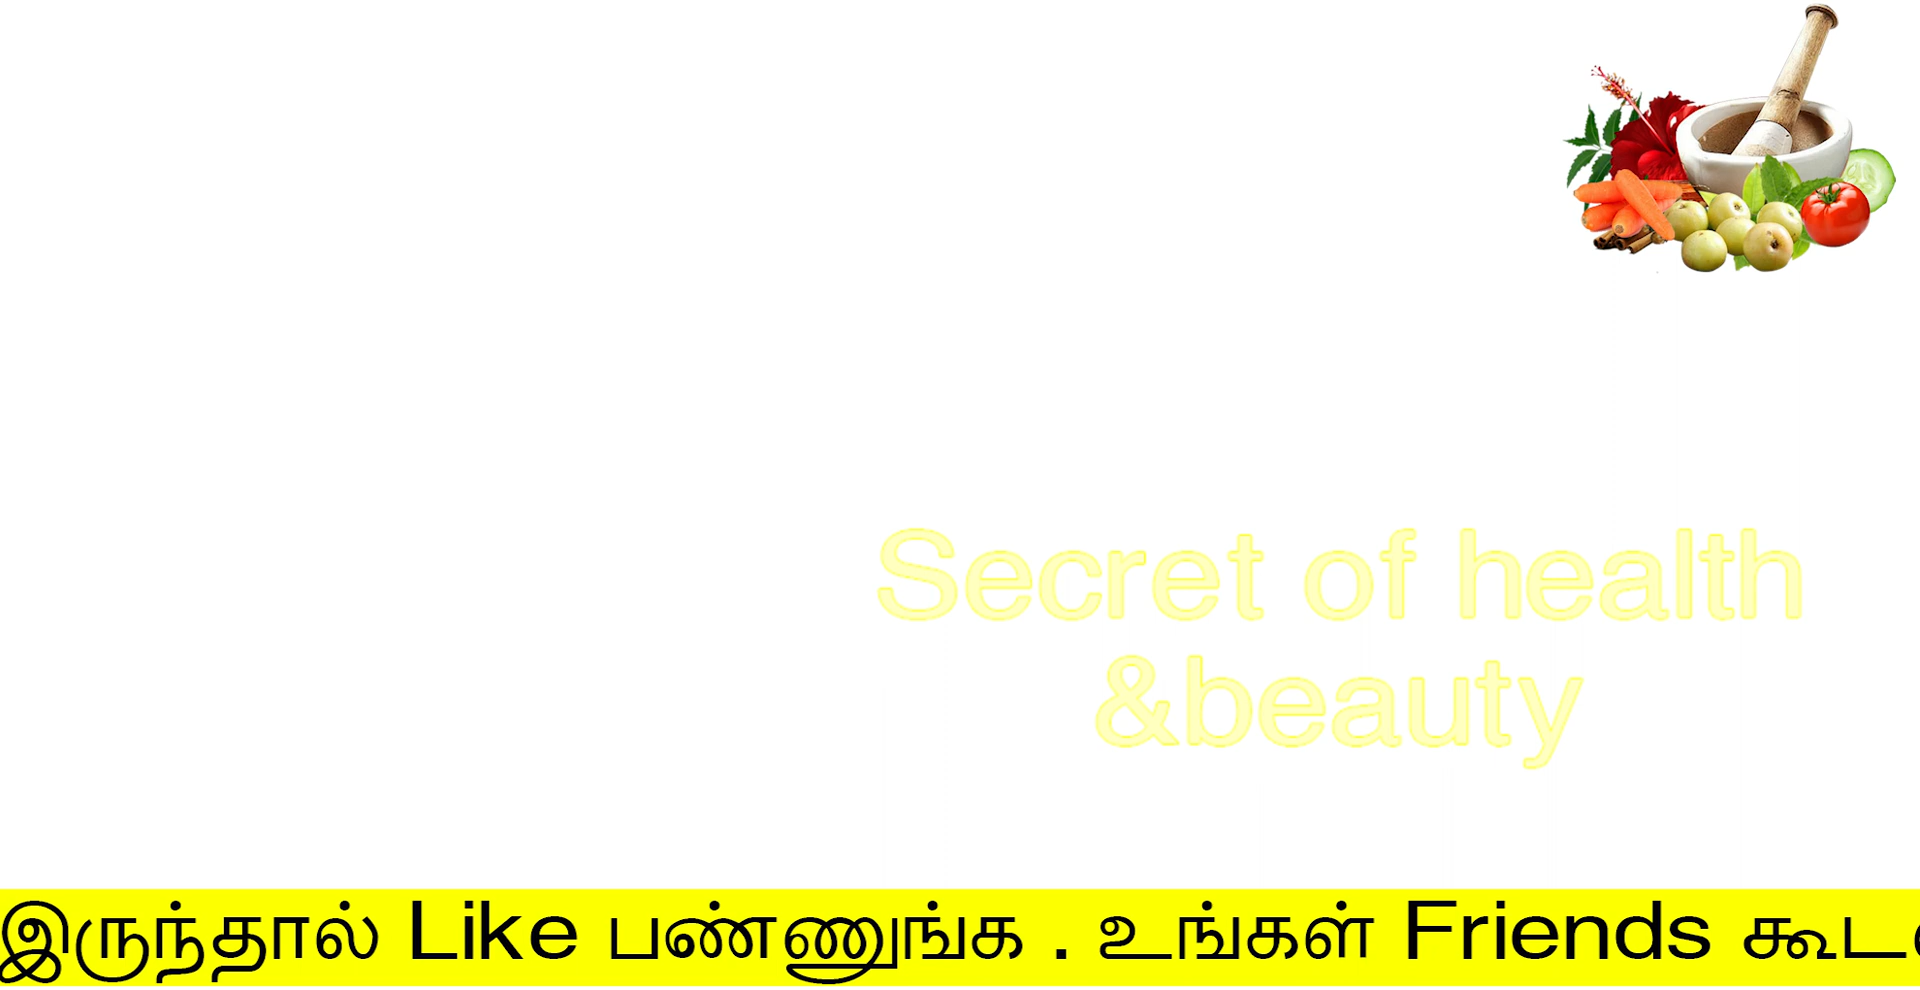 Secret of health
&beauty
இருந்தால் Like பண்ணுங்க . உங்கள் Friends